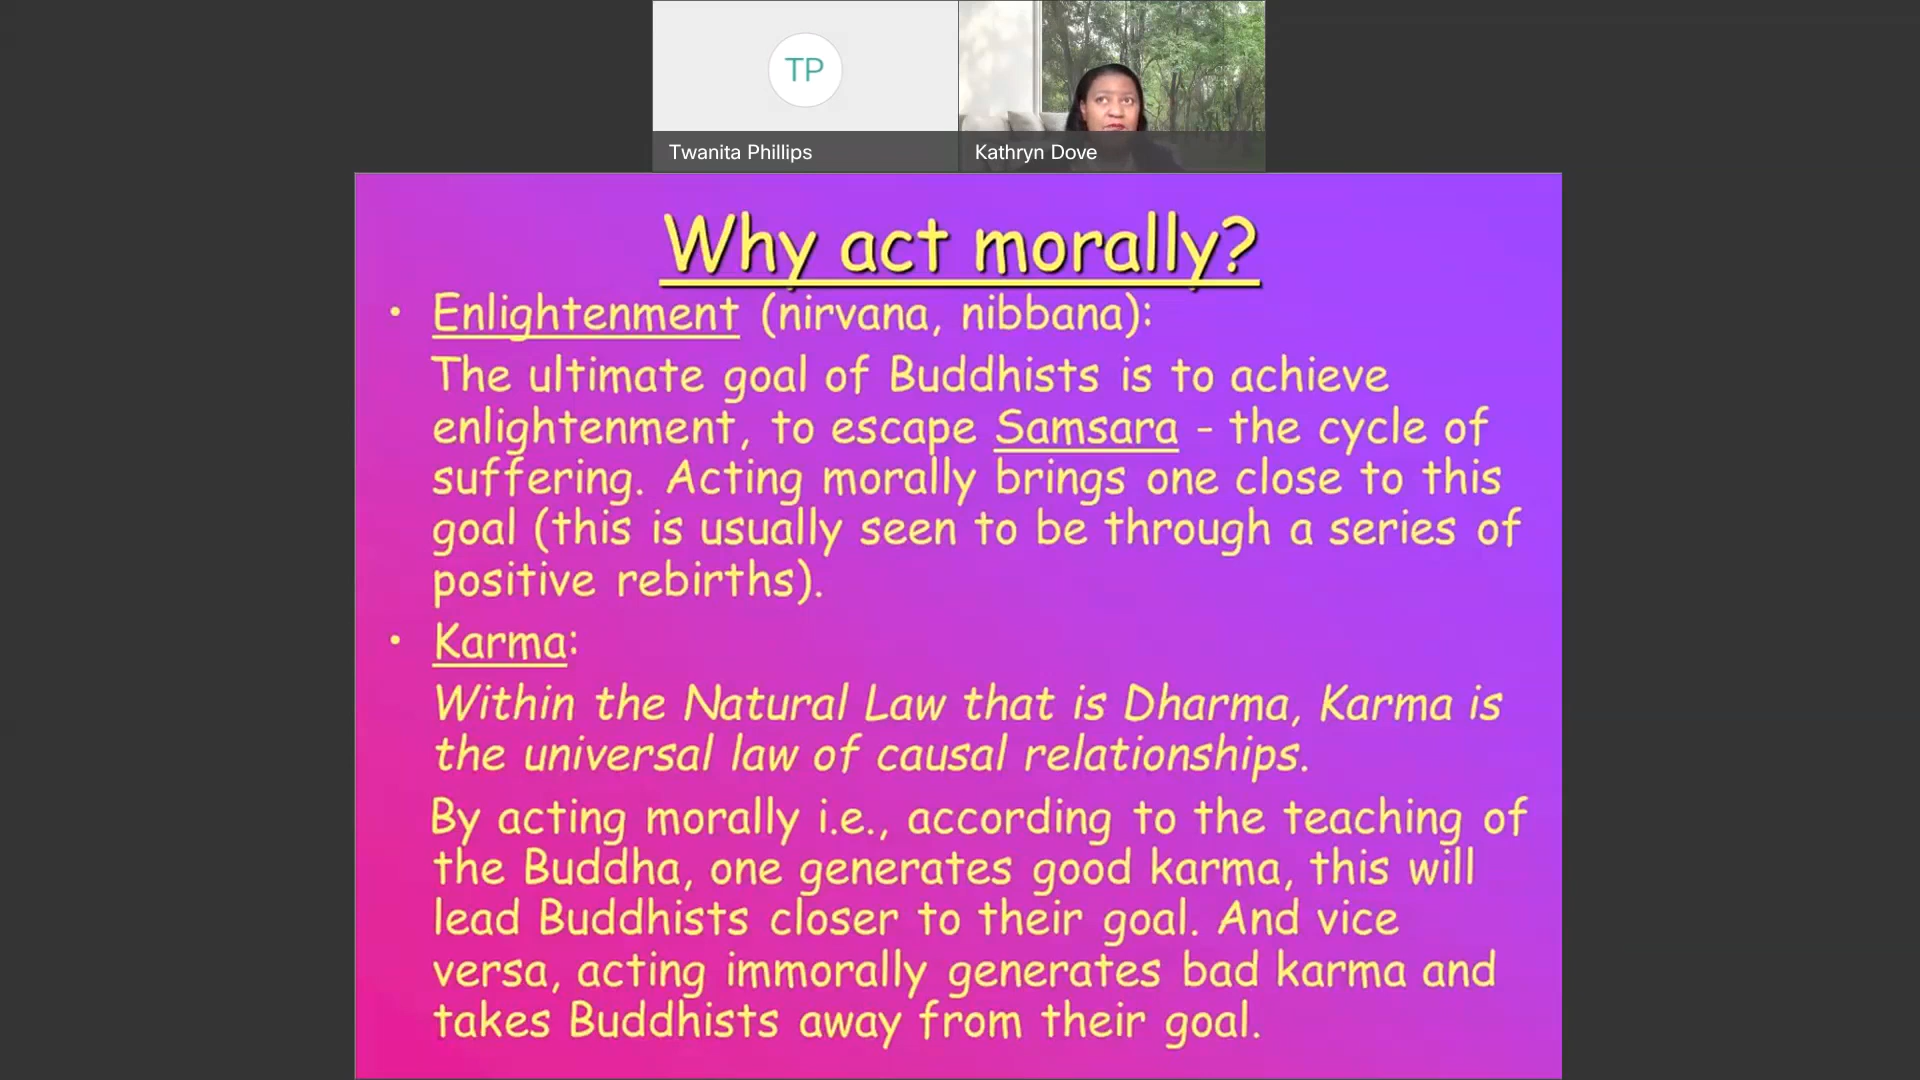 TP
Twanita Phillips
Kathryn Dove
Why act morally?
• Enlightenment (nirvana, nibbana):
The ultimate goal of Buddhists is to achieve
enlightenment, to escape Samsara - the cycle of
suffering. Acting morally brings one close to this
goal (this is usually seen to be through a series of
positive rebirths).
• Karma:
Within the Natural Law that is Dharma, Karma is
the universal law of causal relationships.
By acting morally i.e., according to the teaching of
the Buddha, one generates good karma, this will
lead Buddhists closer to their goal. And vice
versa, acting immorally generates bad karma and
takes Buddhists away from their goal.